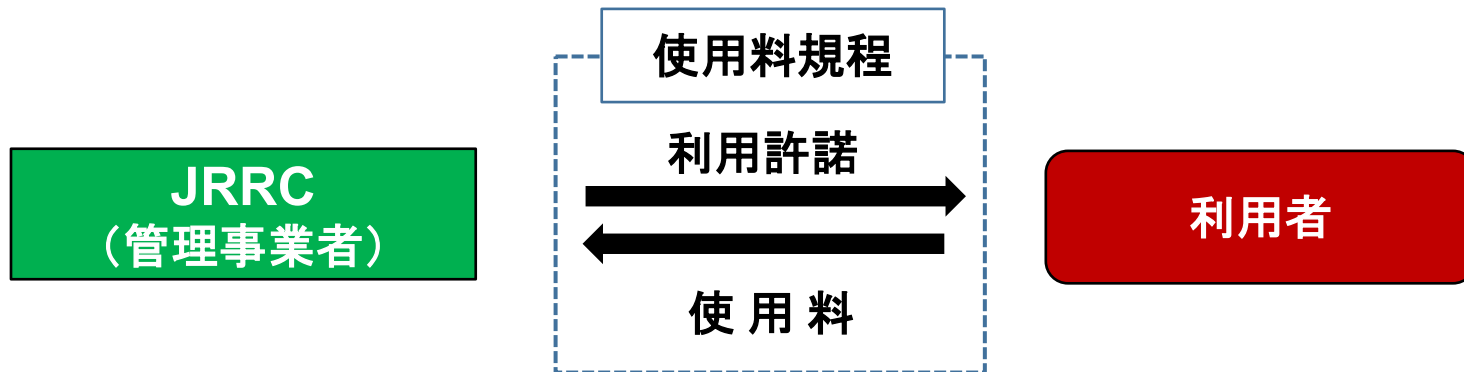 使用料規程
利用許諾
JRRC
（管理事業者）
利用者
使 用 料